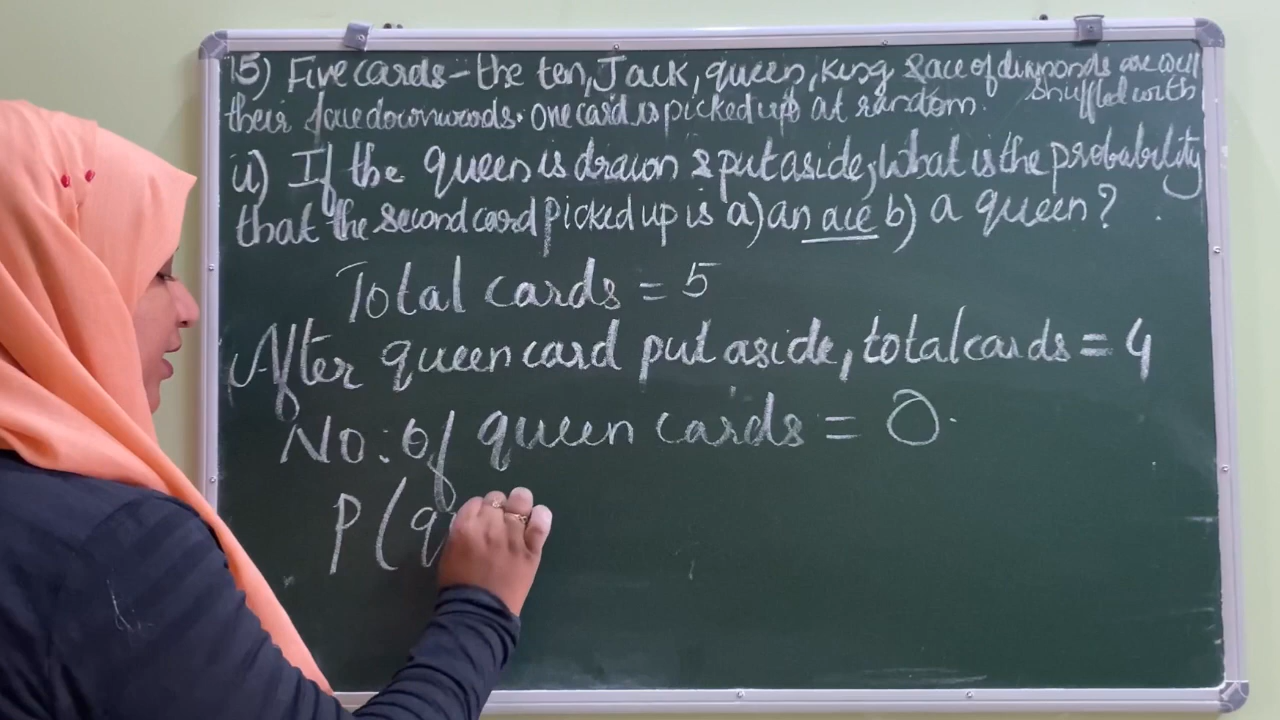 15) Five cards - the ten, Jack, queen, king & ace of diamonds are well shuffled with
their face downwards. One card is picked up at random.
ii) If the queen is drawn & put aside, what is the probability
that the second card picked up is a) an ace b) a queen?
Total cards = 5
After queen card put aside, total cards = 4
No: of queen cards = 0.
P(q